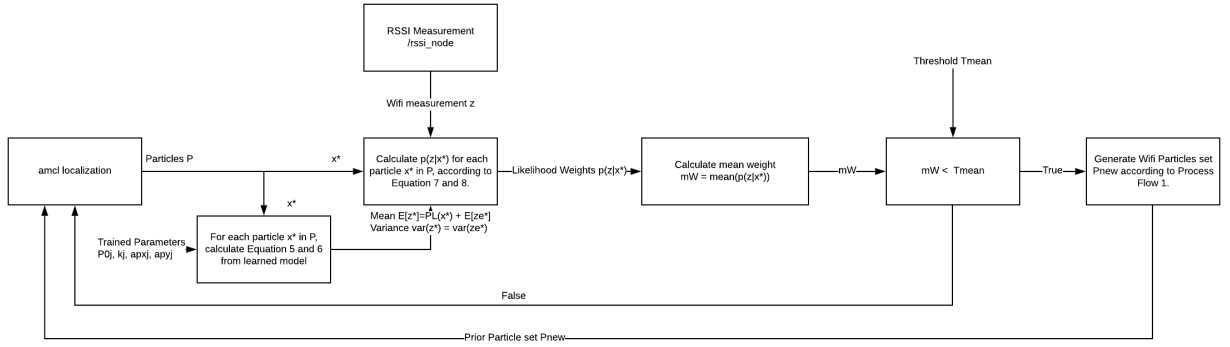 RSSI Measurement
/rssi_node
Threshold Tmean
Wifi measurement z
amcl localization
Particles P
x*
Calculate p(z|x*) for each
particle x* in P, according to
Equation 7 and 8.
Likelihood Weights p(z|x*)
Calculate mean weight
mW = mean(p(z|x*))
mW
mW < Tmean
True
Generate Wifi Particles set
Pnew according to Process
Flow 1.
x*
Mean E[z*]=PL(x*) + E[ze*]
Variance var(z*) = var(ze*)
Trained Parameters
P0j, kj, apxj, apyj
For each particle x* in P,
calculate Equation 5 and 6
from learned model
False
Prior Particle set Pnew